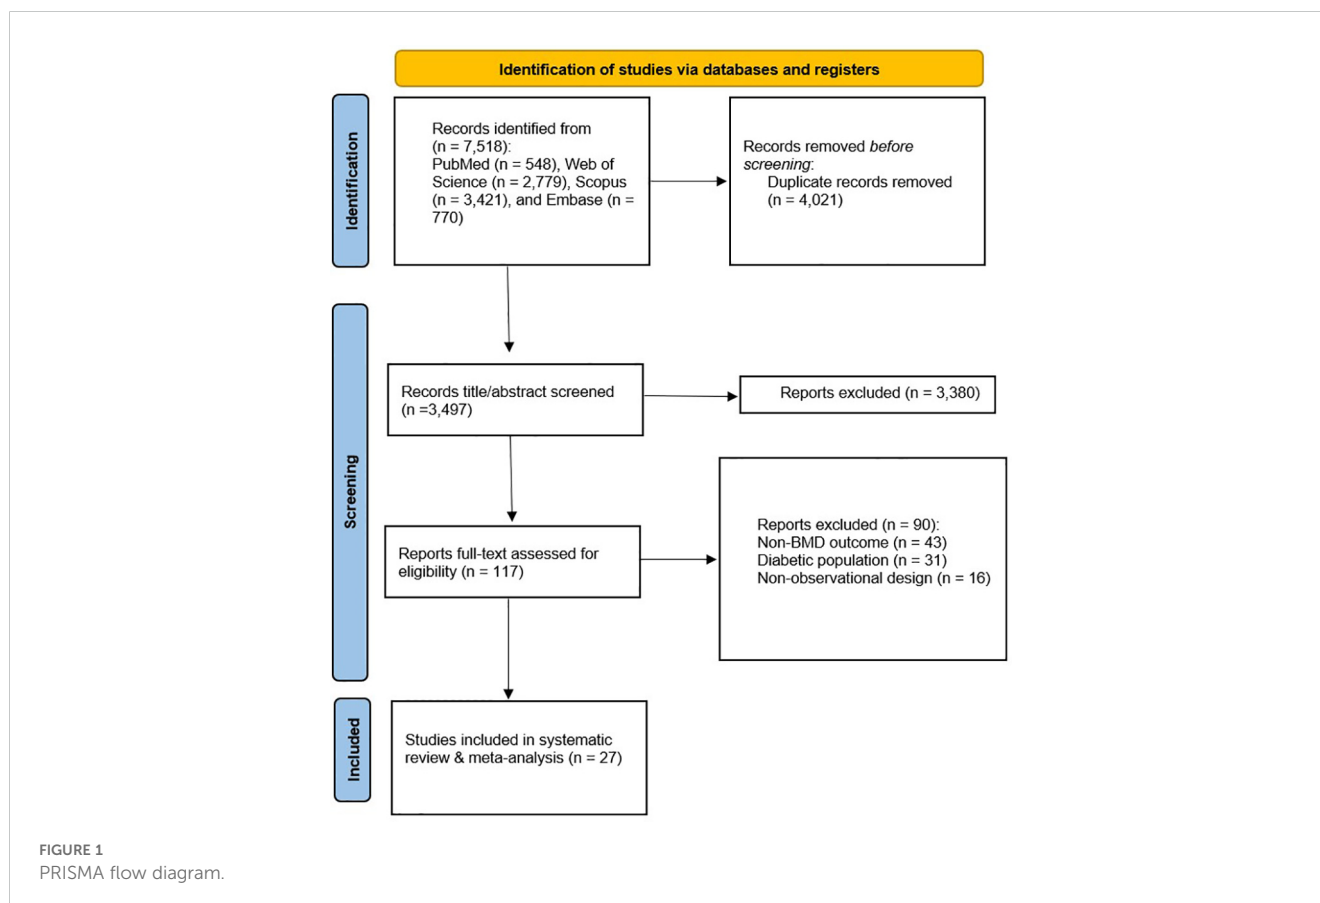 Identification of studies via databases and registers
Identification
Records identified from
(n = 7,518):
PubMed (n = 548), Web of
Science (n = 2,779), Scopus
(n = 3,421), and Embase (n =
770)
Records removed before
screening:
Duplicate records removed
(n = 4,021)
Screening
Records title/abstract screened
(n =3,497)
Reports excluded (n = 3,380)
Reports full-text assessed for
eligibility (n = 117)
Reports excluded (n = 90):
Non-BMD outcome (n = 43)
Diabetic population (n = 31)
Non-observational design (n = 16)
Included
Studies included in systematic
review & meta-analysis (n = 27)
FIGURE 1
PRISMA flow diagram.